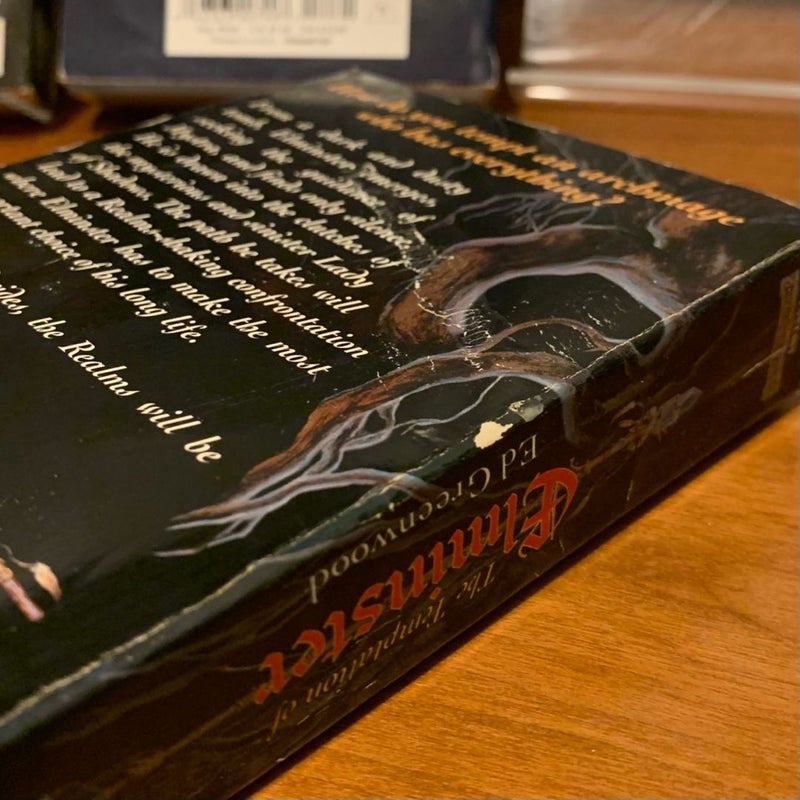 How do you tempt an archmage
who has everything?
From a dark and dusty
tomb, Elminster emerges,
seeking the goddess of
Magic, and finds only silence.
He is drawn into the clutches of
the mysterious and sinister Lady
of Shadows. The path he takes will
lead to a Realms-shaking confrontation
where Elminster has to make the most
choice of his long life.
the Realms will be
Ed Greenwood
The Temptation of
Elminster